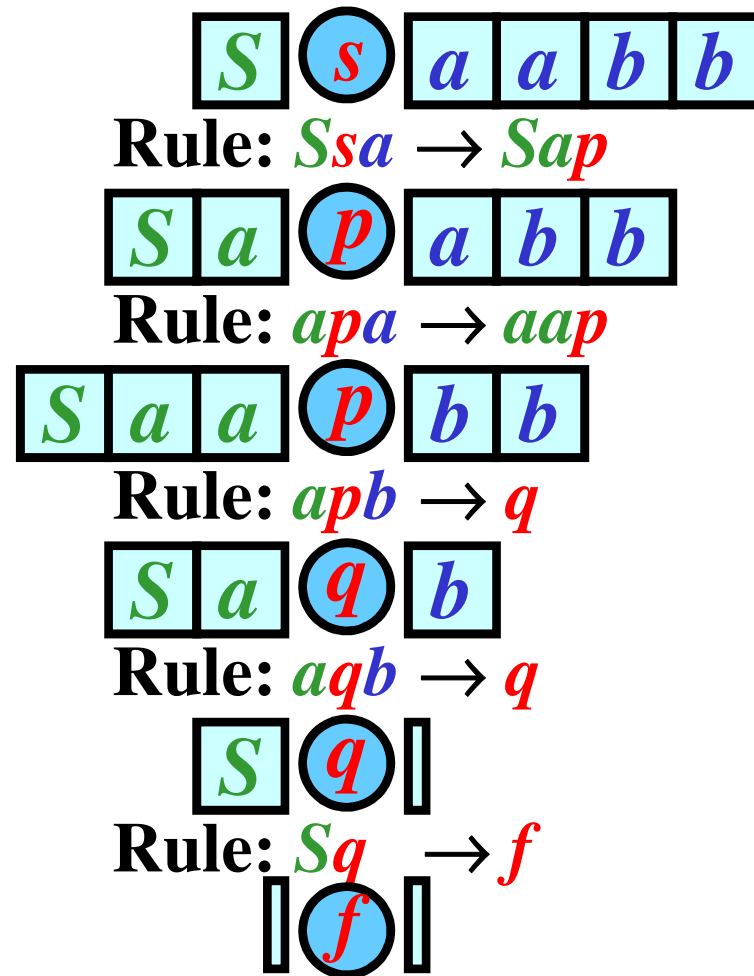 S s a a b b
Rule: Ssa → Sap
S a p a b b
Rule: apa → aap
S a a p b b
Rule: apb → q
S a q b
Rule: aqb → q
S q
Rule: Sq → f
f